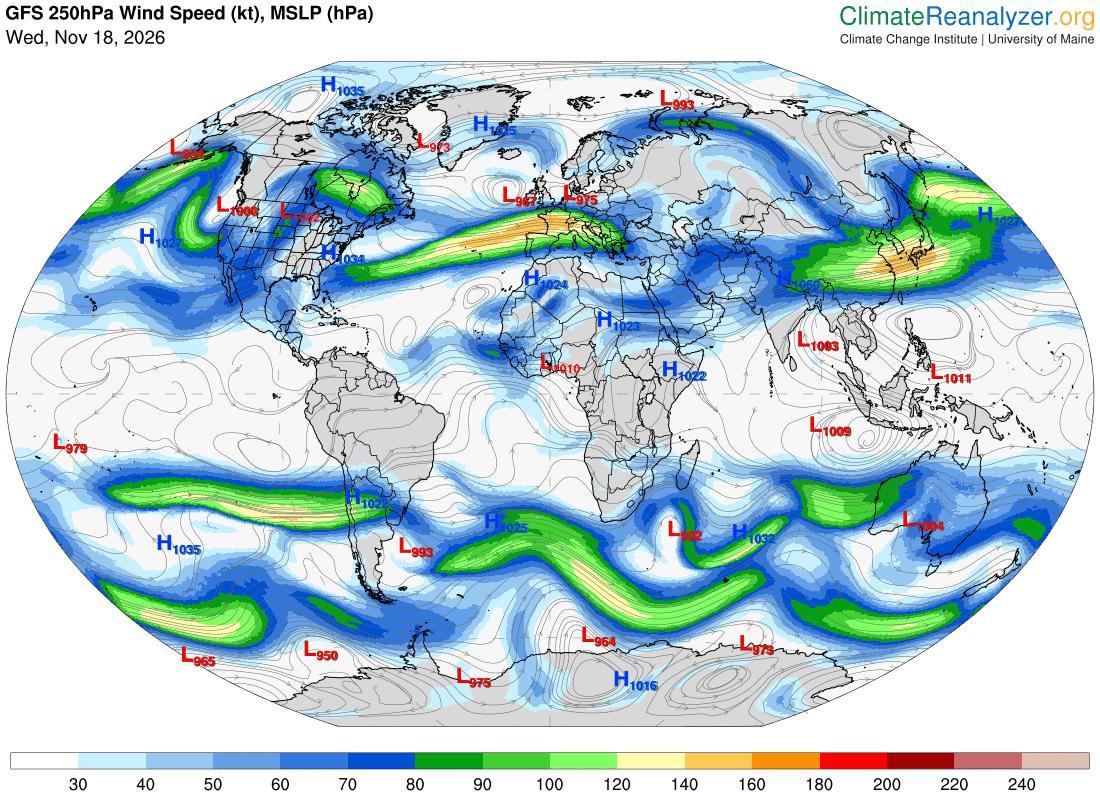 GFS 250hPa Wind Speed (kt), MSLP (hPa)
Wed, Nov 18, 2026
ClimateReanalyzer.org
Climate Change Institute | University of Maine
H1035
L993
H1035
L973
L987
L975
L1000
L1002
H1027
H1027
H1034
H1024
H1060
H1023
L1003
L1010
H1022
L1011
L1009
L979
H1022
H1025
L1004
L992
H1032
H1035
L993
L964
L973
L950
L965
L975
H1016
30 40 50 60 70 80 90 100 120 140 160 180 200 220 240